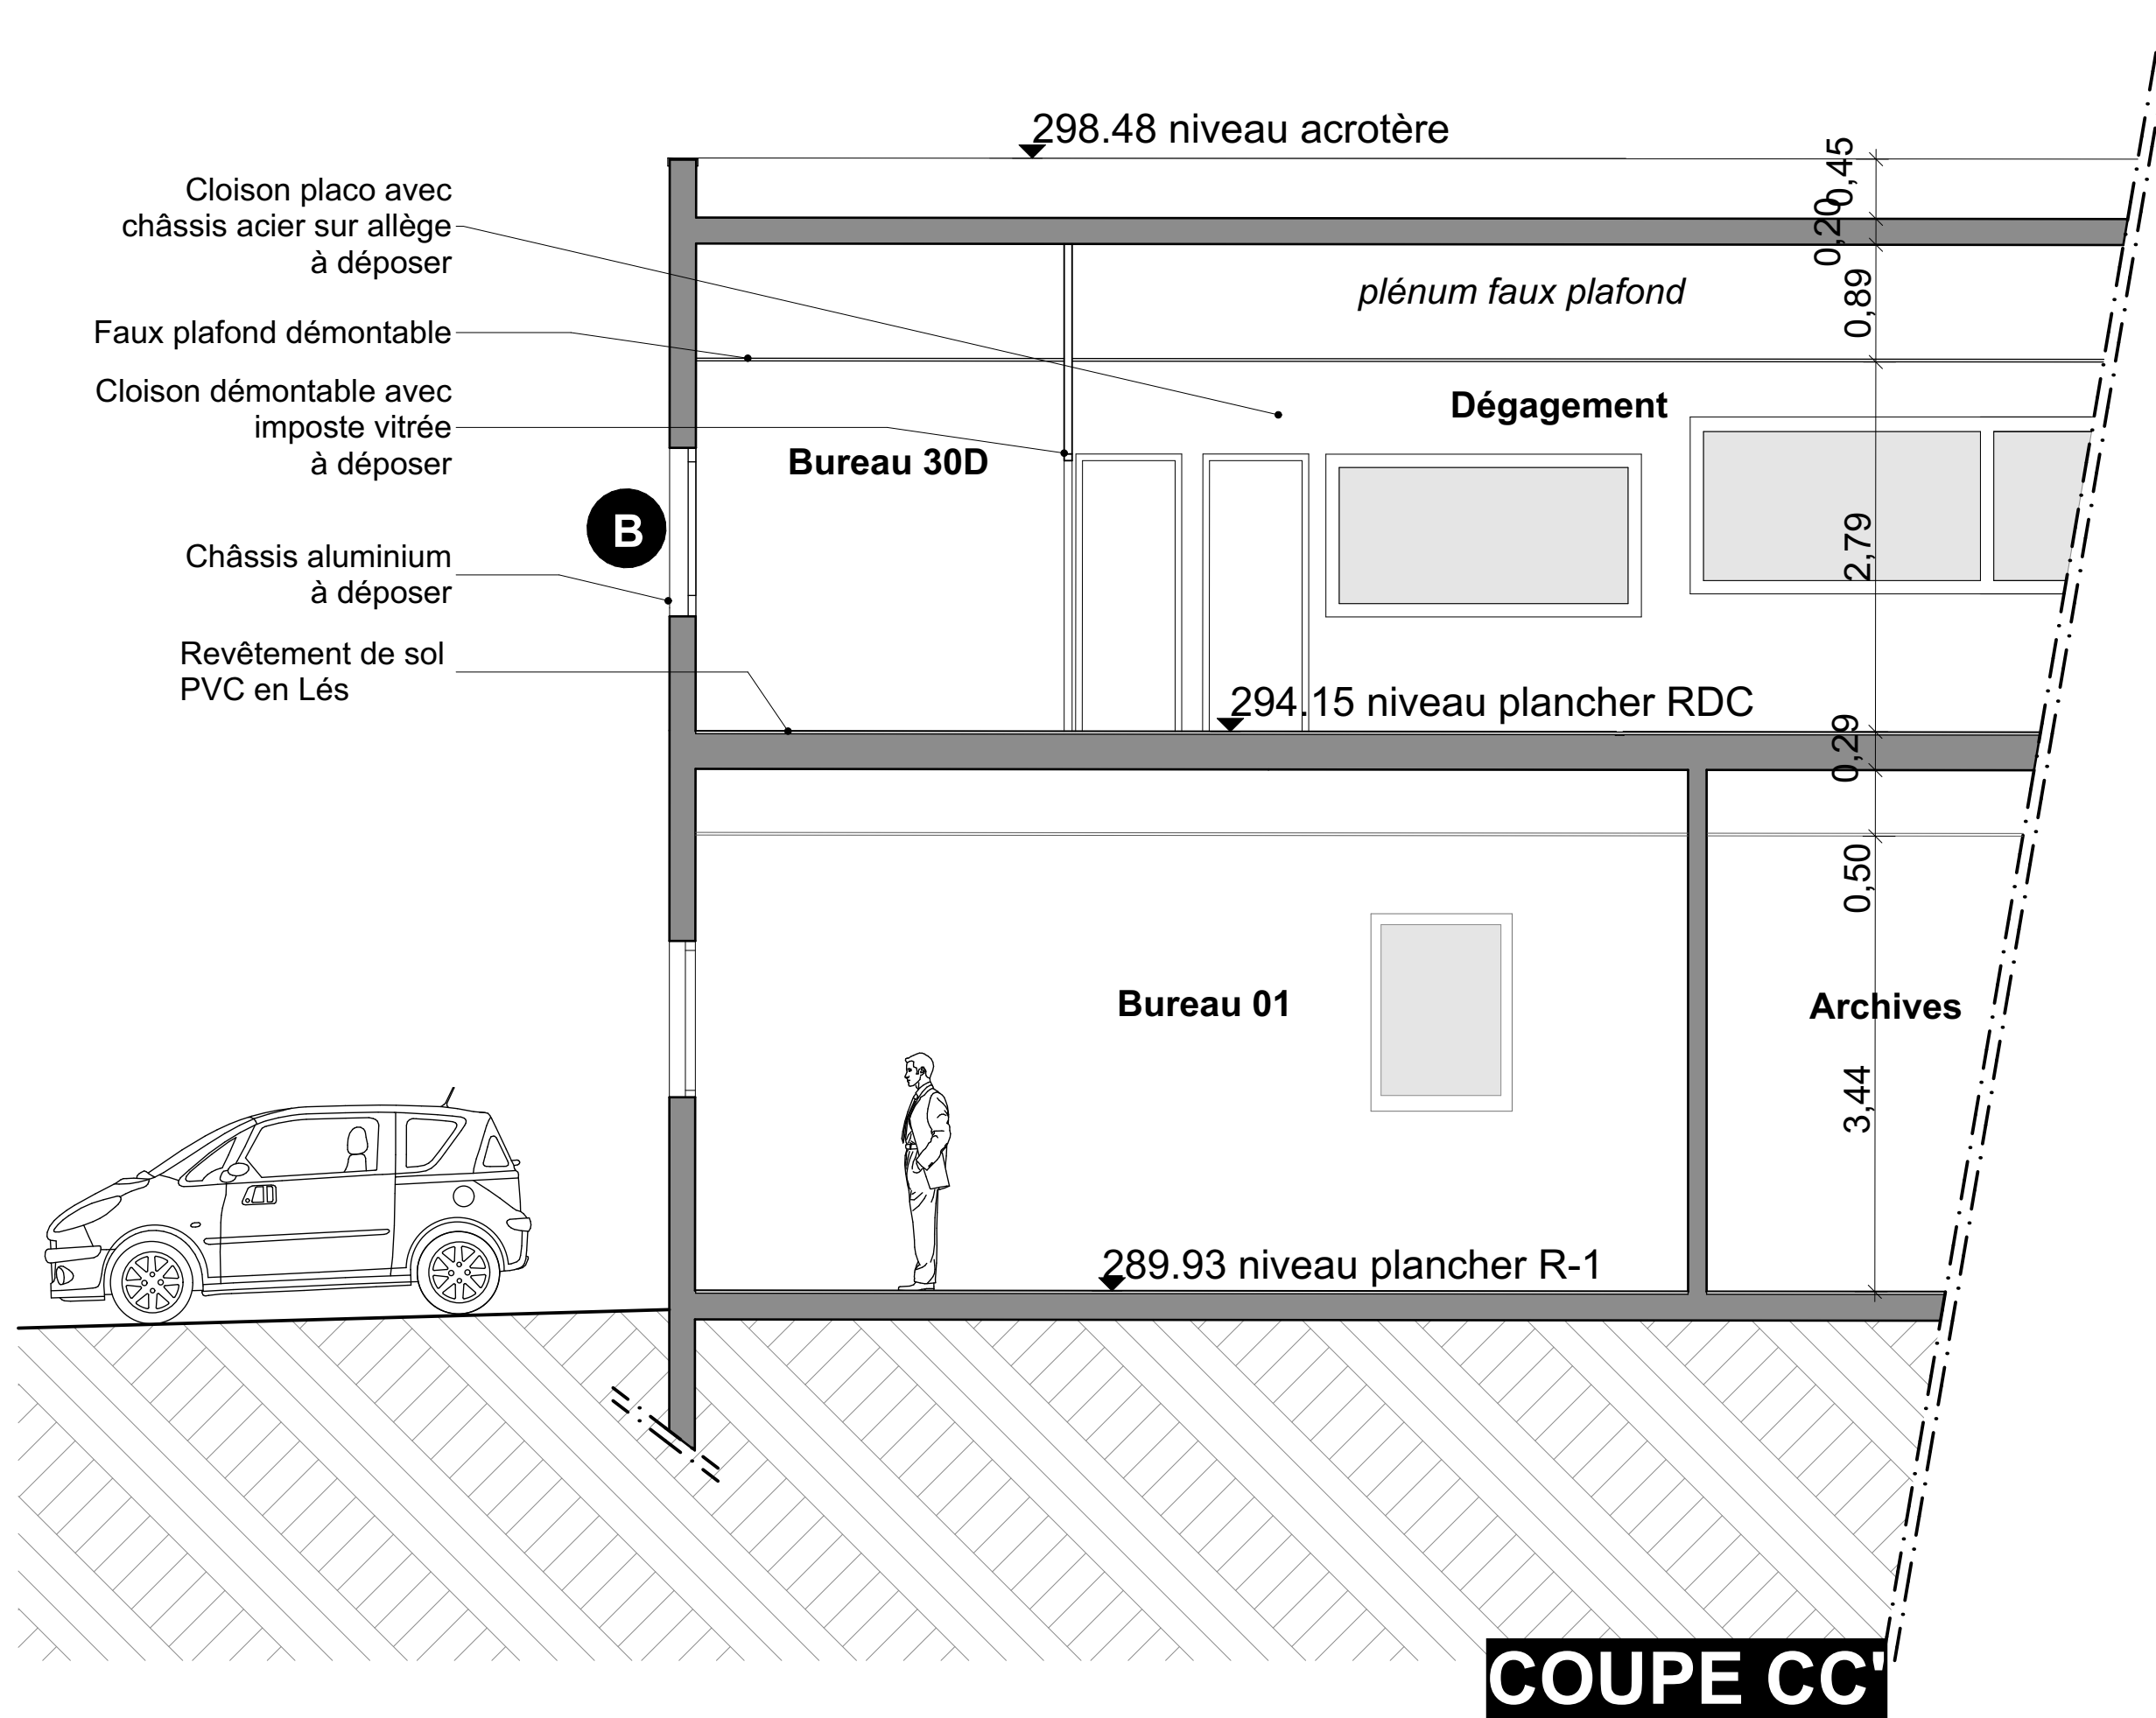 298.48 niveau acrotère
Cloison placo avec
châssis acier sur allège
à déposer
Faux plafond démontable
Cloison démontable avec
imposte vitrée
à déposer
Châssis aluminium
à déposer
Revêtement de sol
PVC en Lés
B
plénum faux plafond
Dégagement
Bureau 30D
294.15 niveau plancher RDC
Bureau 01
Archives
289.93 niveau plancher R-1
0,45
0,20
0,89
2,79
0,29
0,50
3,44
COUPE CC'